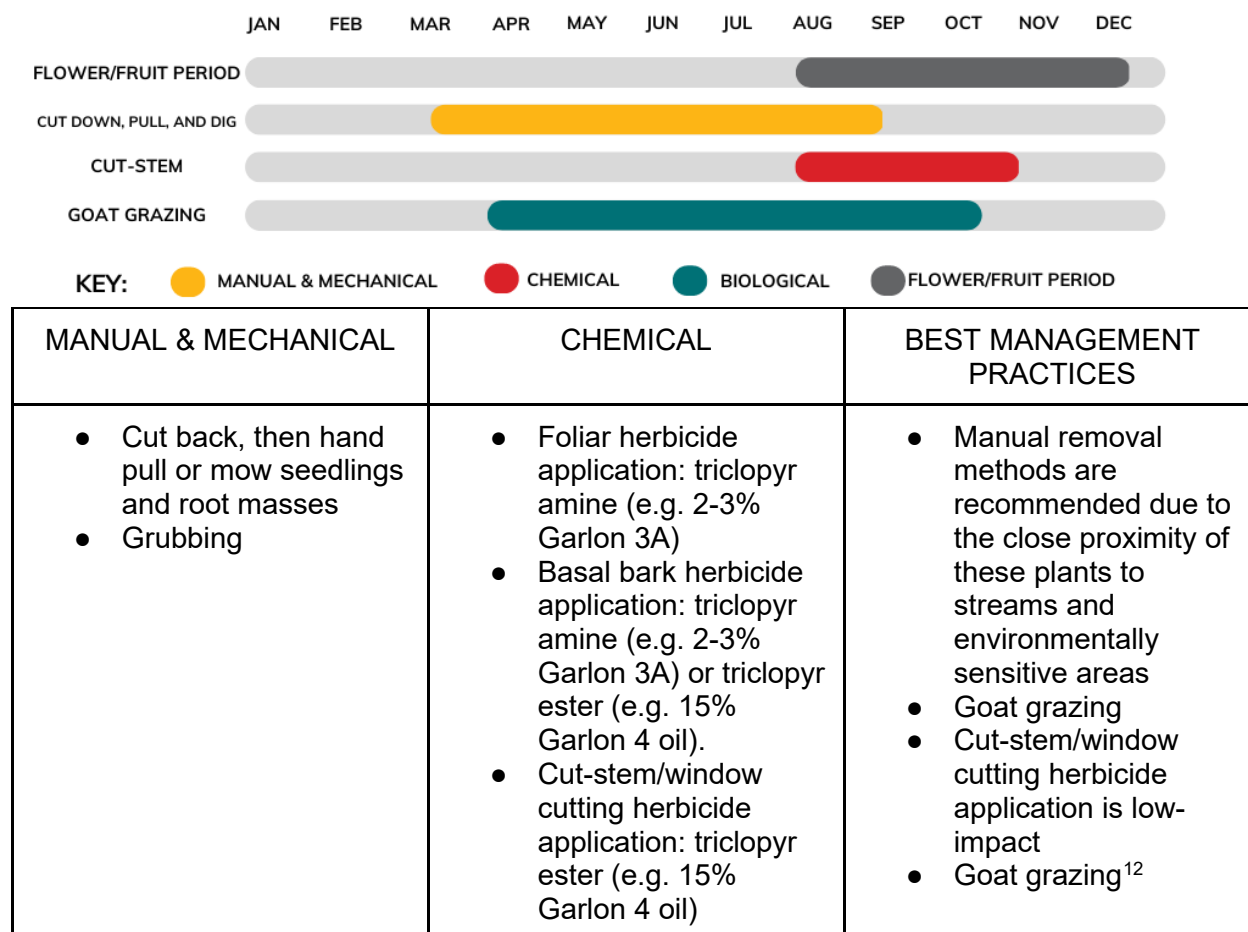 JAN FEB MAR APR MAY JUN JUL AUG SEP OCT NOV DEC
FLOWER/FRUIT PERIOD
CUT DOWN, PULL, AND DIG
CUT-STEM
GOAT GRAZING
KEY: MANUAL & MECHANICAL CHEMICAL BIOLOGICAL FLOWER/FRUIT PERIOD
MANUAL & MECHANICAL
● Cut back, then hand
pull or mow seedlings
and root masses
● Grubbing
CHEMICAL
● Foliar herbicide
application: triclopyr
amine (e.g. 2-3%
Garlon 3A)
● Basal bark herbicide
application: triclopyr
amine (e.g. 2-3%
Garlon 3A) or triclopyr
ester (e.g. 15%
Garlon 4 oil).
● Cut-stem/window
cutting herbicide
application: triclopyr
ester (e.g. 15%
Garlon 4 oil)
BEST MANAGEMENT
PRACTICES
● Manual removal
methods are
recommended due to
the close proximity of
these plants to
streams and
environmentally
sensitive areas
● Goat grazing
● Cut-stem/window
cutting herbicide
application is low-
impact
● Goat grazing¹²